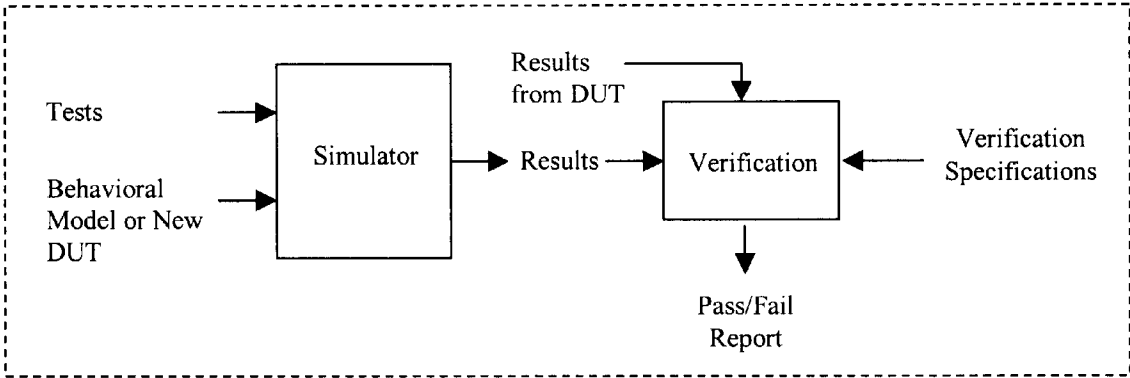 Tests
Behavioral
Model or New
DUT
Simulator
Results
from DUT
Results
Verification
Verification
Specifications
Pass/Fail
Report